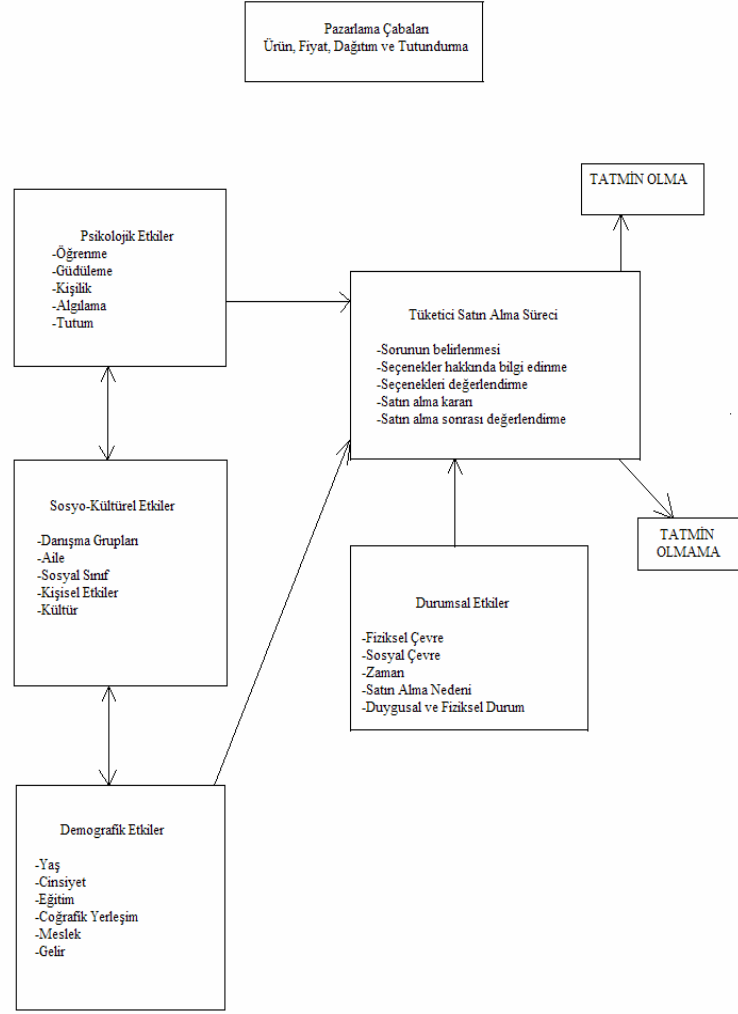 Pazarlama Çabaları
Ürün, Fiyat, Dağıtım ve Tutundurma
TATMİN OLMA
Psikolojik Etkiler
-Öğrenme
-Güdüleme
-Kişilik
-Algılama
-Tutum
Tüketici Satın Alma Süreci
-Sorunun belirlenmesi
-Seçenekler hakkında bilgi edinme
-Seçenekleri değerlendirme
-Satın alma kararı
-Satın alma sonrası değerlendirme
Sosyo-Kültürel Etkiler
-Danışma Grupları
-Aile
-Sosyal Sınıf
-Kişisel Etkiler
-Kültür
TATMİN
OLMAMA
Durumsal Etkiler
-Fiziksel Çevre
-Sosyal Çevre
-Zaman
-Satın Alma Nedeni
-Duygusal ve Fiziksel Durum
Demografik Etkiler
-Yaş
-Cinsiyet
-Eğitim
-Coğrafik Yerleşim
-Meslek
-Gelir